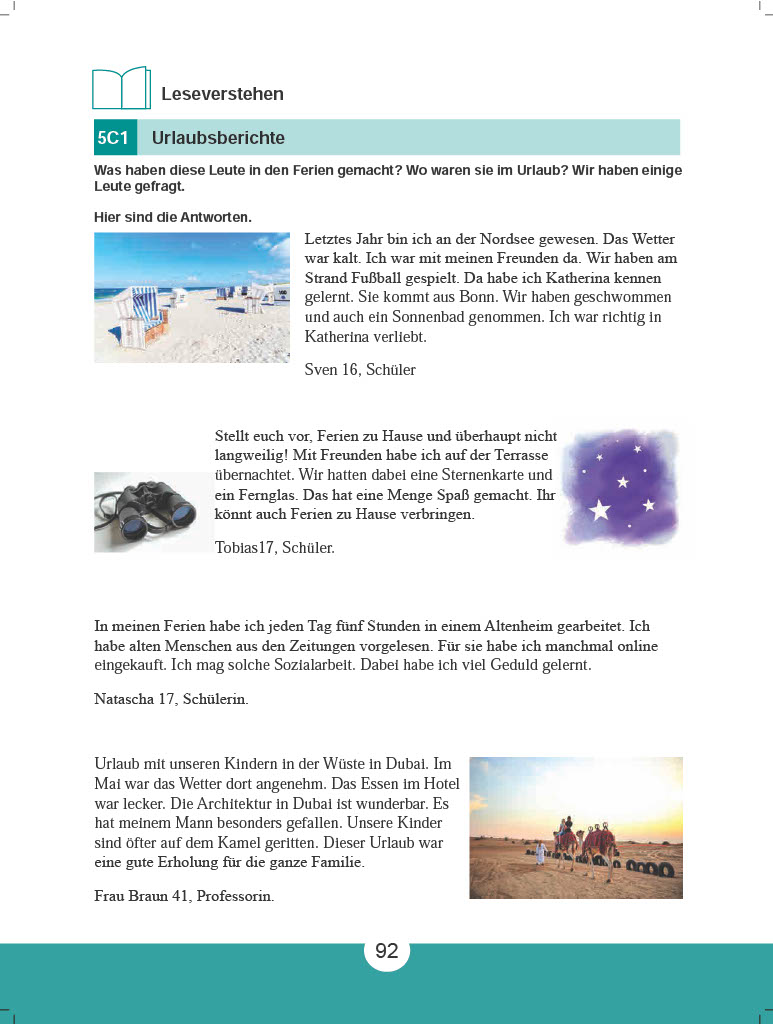 Leseverstehen
5C1 Urlaubsberichte
Was haben diese Leute in den Ferien gemacht? Wo waren sie im Urlaub? Wir haben einige
Leute gefragt.
Hier sind die Antworten.
Letztes Jahr bin ich an der Nordsee gewesen. Das Wetter
war kalt. Ich war mit meinen Freunden da. Wir haben am
Strand Fußball gespielt. Da habe ich Katherina kennen
gelernt. Sie kommt aus Bonn. Wir haben geschwommen
und auch ein Sonnenbad genommen. Ich war richtig in
Katherina verliebt.
Sven 16, Schüler
Stellt euch vor, Ferien zu Hause und überhaupt nicht
langweilig! Mit Freunden habe ich auf der Terrasse
übernachtet. Wir hatten dabei eine Sternenkarte und
ein Fernglas. Das hat eine Menge Spaß gemacht. Ihr
könnt auch Ferien zu Hause verbringen.
Tobias17, Schüler.
In meinen Ferien habe ich jeden Tag fünf Stunden in einem Altenheim gearbeitet. Ich
habe alten Menschen aus den Zeitungen vorgelesen. Für sie habe ich manchmal online
eingekauft. Ich mag solche Sozialarbeit. Dabei habe ich viel Geduld gelernt.
Natascha 17, Schülerin.
Urlaub mit unseren Kindern in der Wüste in Dubai. Im
Mai war das Wetter dort angenehm. Das Essen im Hotel
war lecker. Die Architektur in Dubai ist wunderbar. Es
hat meinem Mann besonders gefallen. Unsere Kinder
sind öfter auf dem Kamel geritten. Dieser Urlaub war
eine gute Erholung für die ganze Familie.
Frau Braun 41, Professorin.
92